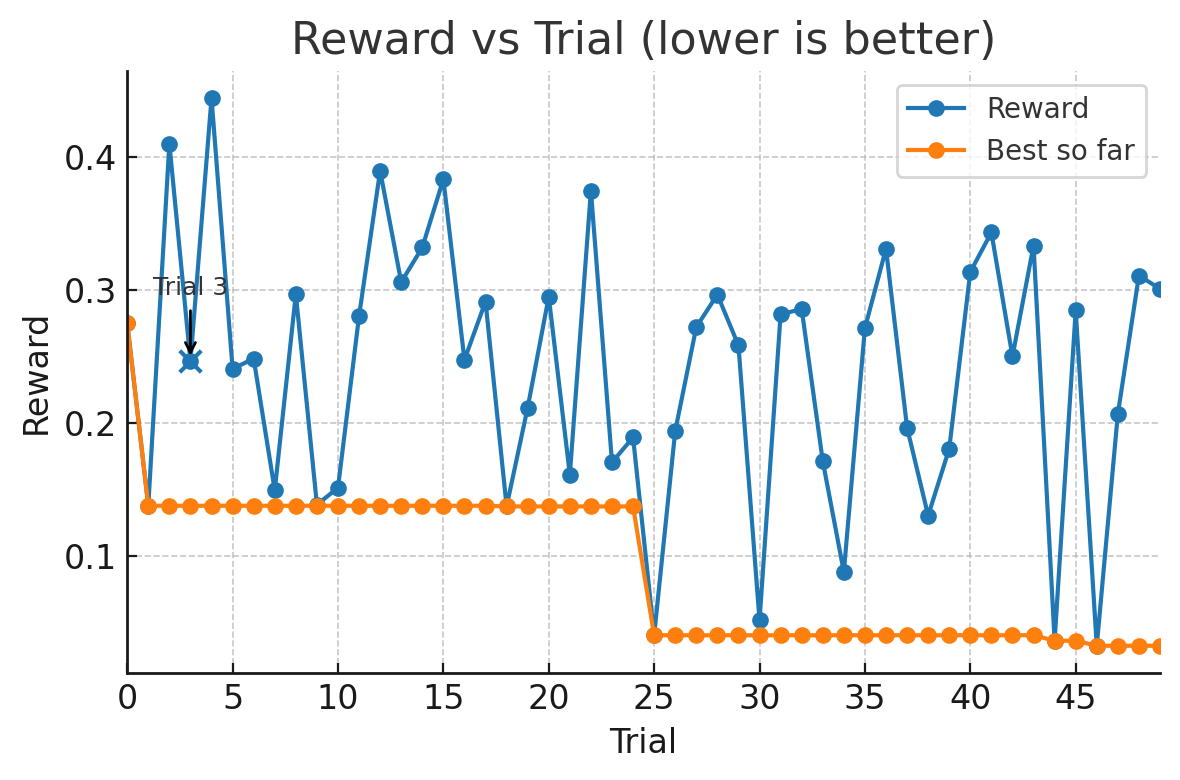 Reward vs Trial (lower is better)
Reward
Best so far
0.4
0.3
0.2
0.1
Reward
Trial 3
0 5 10 15 20 25 30 35 40 45
Trial